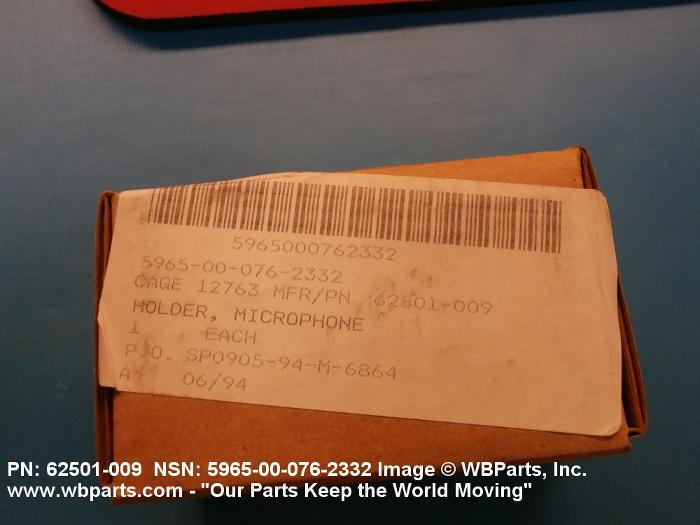 5965000762332
5965-00-076-2332
CAGE 12763 MFR/PN 62501-009
HOLDER, MICROPHONE
1 EACH
P.O. SP0905-94-M-6864
A? 06/94
PN: 62501-009 NSN: 5965-00-076-2332 Image © WBParts, Inc.
www.wbparts.com - "Our Parts Keep the World Moving"